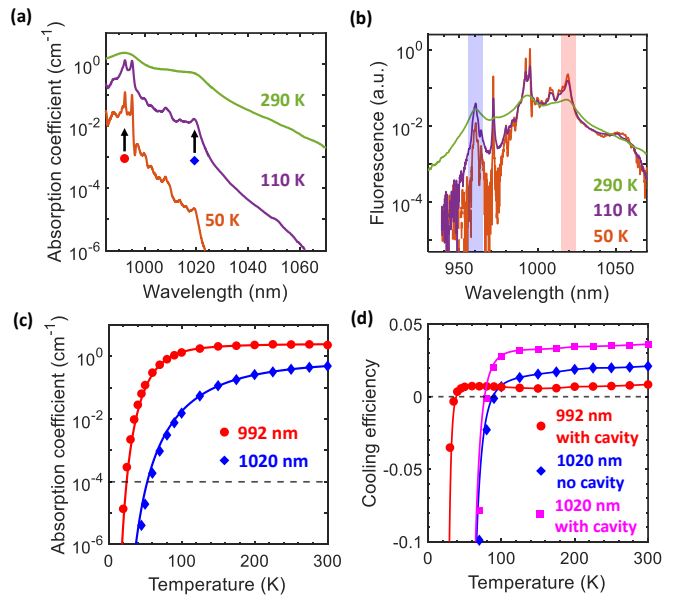 (a)
Absorption coefficient (cm⁻¹)
10⁰
10⁻²
10⁻⁴
10⁻⁶
290 K
110 K
50 K
1000
1020
1040
1060
Wavelength (nm)
(b)
Fluorescence (a.u.)
10⁰
10⁻²
10⁻⁴
290 K
110 K
50 K
950
1000
1050
Wavelength (nm)
(c)
Absorption coefficient (cm⁻¹)
10⁰
10⁻²
10⁻⁴
10⁻⁶
992 nm
1020 nm
0
100
200
300
Temperature (K)
(d)
Cooling efficiency
0.05
0
-0.05
-0.1
992 nm
with cavity
1020 nm
no cavity
1020 nm
with cavity
0
100
200
300
Temperature (K)